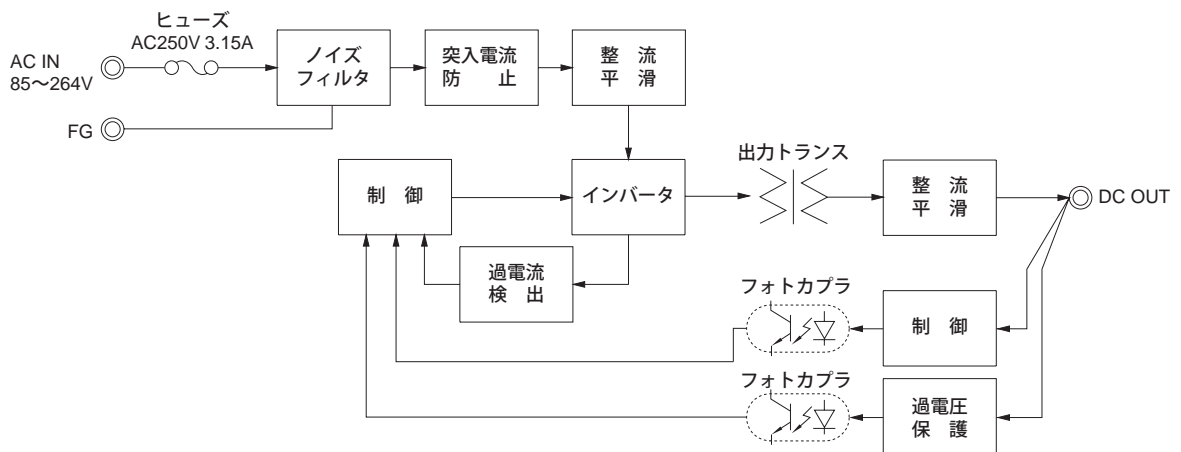 ヒューズ
AC250V 3.15A
AC IN
85～264V
FG
ノイズ
フィルタ
突入電流
防 止
整 流
平 滑
制 御
インバータ
出力トランス
整 流
平 滑
DC OUT
過電流
検 出
フォトカプラ
制 御
フォトカプラ
過電圧
保 護